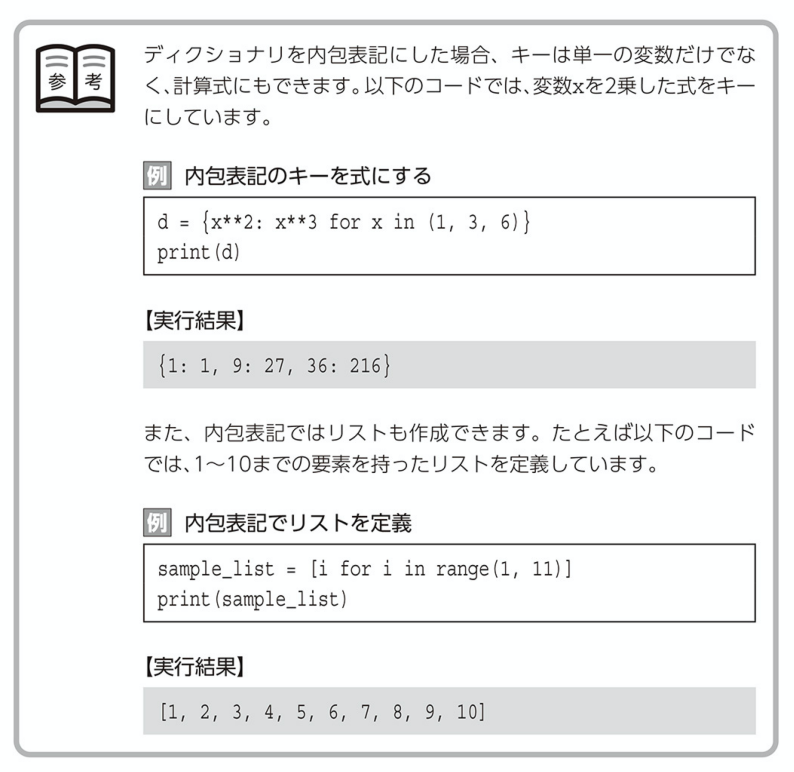 参考
ディクショナリを内包表記にした場合、キーは単一の変数だけでな
く、計算式にもできます。以下のコードでは、変数xを2乗した式をキー
にしています。
例 内包表記のキーを式にする
d = {x**2: x**3 for x in (1, 3, 6)}
print(d)
【実行結果】
{1: 1, 9: 27, 36: 216}
また、内包表記ではリストも作成できます。たとえば以下のコード
では、1〜10までの要素を持ったリストを定義しています。
例 内包表記でリストを定義
sample_list = [i for i in range(1, 11)]
print(sample_list)
【実行結果】
[1, 2, 3, 4, 5, 6, 7, 8, 9, 10]